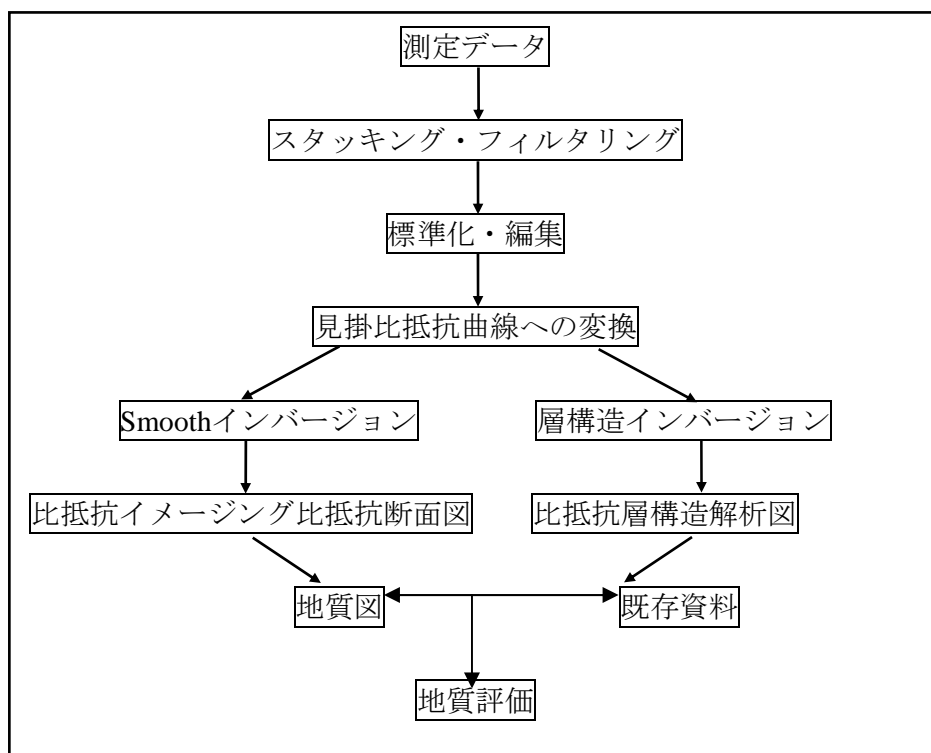 測定データ
スタッキング・フィルタリング
標準化・編集
見掛比抵抗曲線への変換
Smoothインバージョン
層構造インバージョン
比抵抗イメージング比抵抗断面図
比抵抗層構造解析図
地質図
既存資料
地質評価